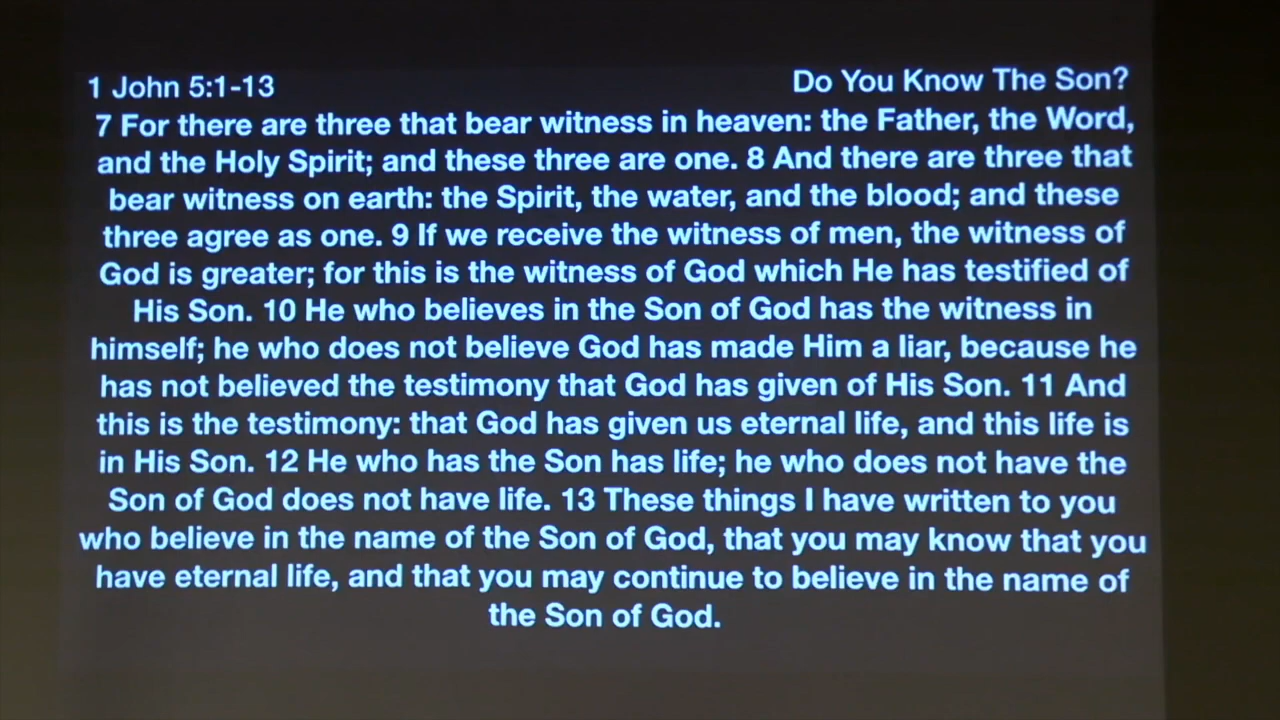 1 John 5:1-13 Do You Know The Son?
7 For there are three that bear witness in heaven: the Father, the Word,
and the Holy Spirit; and these three are one. 8 And there are three that
bear witness on earth: the Spirit, the water, and the blood; and these
three agree as one. 9 If we receive the witness of men, the witness of
God is greater; for this is the witness of God which He has testified of
His Son. 10 He who believes in the Son of God has the witness in
himself; he who does not believe God has made Him a liar, because he
has not believed the testimony that God has given of His Son. 11 And
this is the testimony: that God has given us eternal life, and this life is
in His Son. 12 He who has the Son has life; he who does not have the
Son of God does not have life. 13 These things I have written to you
who believe in the name of the Son of God, that you may know that you
have eternal life, and that you may continue to believe in the name of
the Son of God.